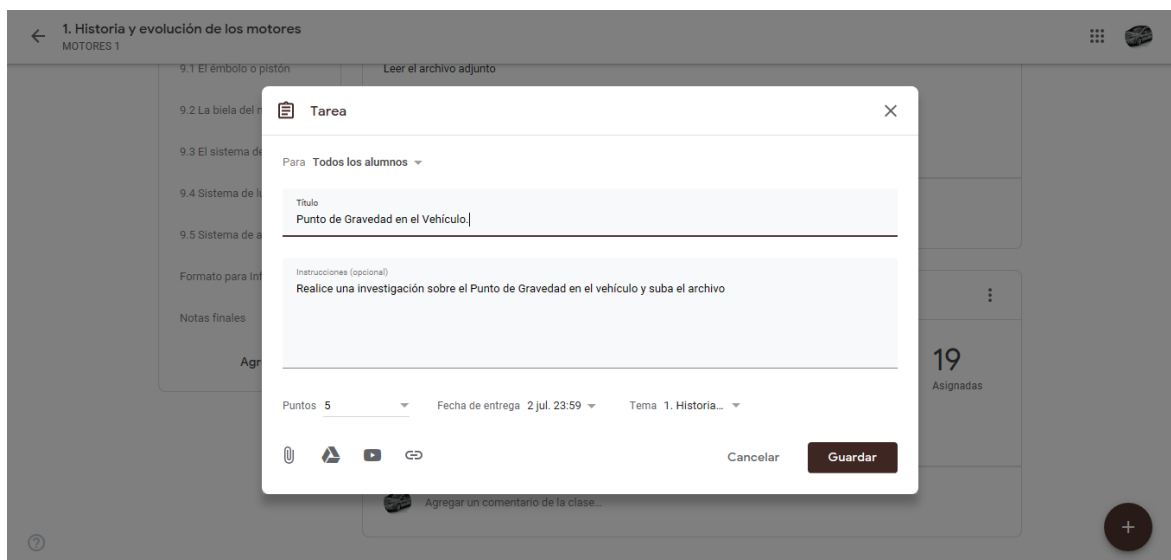 1. Historia y evolución de los motores
MOTORES 1
9.1 El émbolo o pistón
Leer el archivo adjunto
9.2 La biela del
Tarea
9.3 El sistema de
Para Todos los alumnos
9.4 Sistema de
Título
Punto de Gravedad en el Vehículo.
9.5 Sistema de
Instrucciones (opcional)
Formato para
Realice una investigación sobre el Punto de Gravedad en el vehículo y suba el archivo
Notas finales
19
Asignadas
Puntos 5
Fecha de entrega 2 jul. 23:59
Tema 1. Historia...
Cancelar
Guardar
Agregar un comentario de la clase...